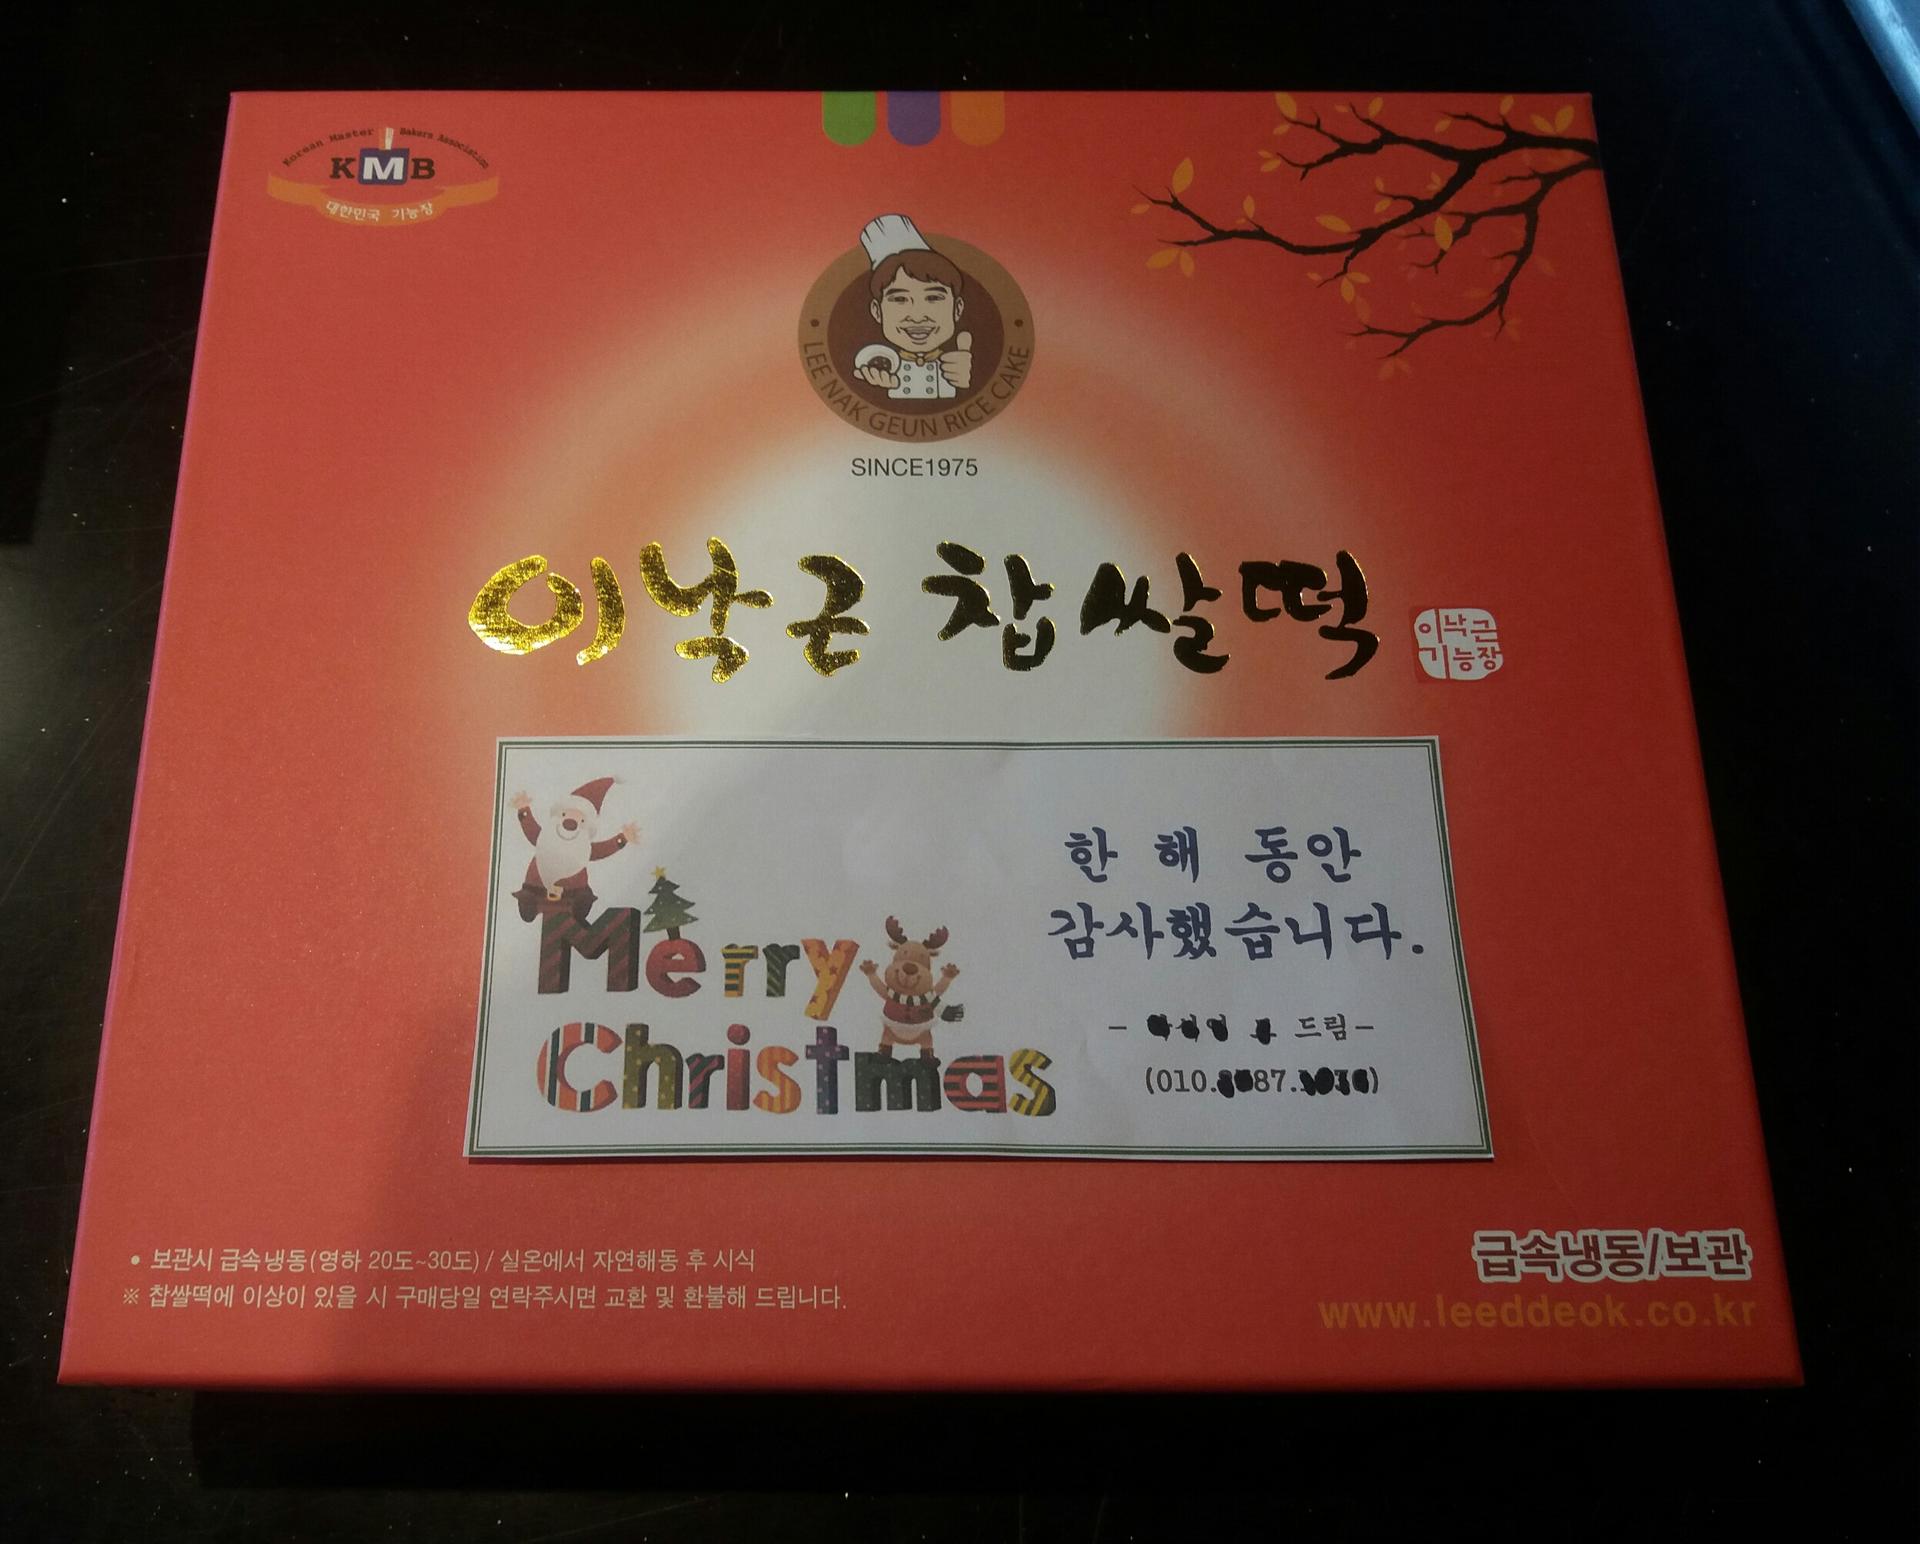 Korean Master Bakers Association
KMB
대한민국 기능장
LEE NAK GEUN RICE CAKE
SINCE1975
이낙근 찹쌀떡
이낙근
기능장
Merry
Christmas
한 해 동안
감사했습니다.
드림-
(010.
• 보관시 급속냉동(영하 20도~30도) / 실온에서 자연해동 후 시식
※ 찹쌀떡에 이상이 있을 시 구매당일 연락주시면 교환 및 환불해 드립니다.
급속냉동/보관
www.leeddeok.co.kr